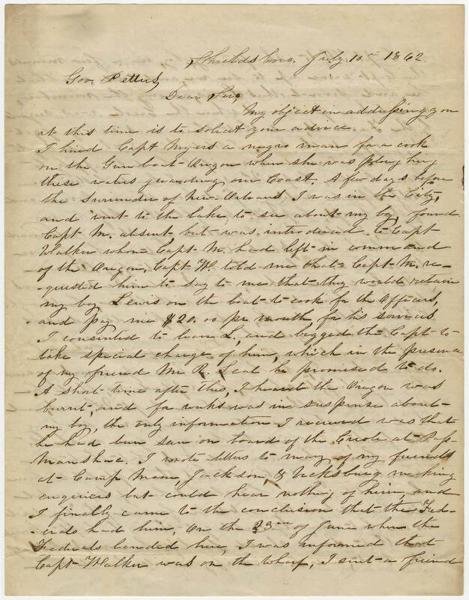 Shieldsboro, July 10th 1862
Gov. Pettus,
Dear Sir,
My object in addressing you
at this time is to solicit your advice.
I hired Capt Myers a negro man for a cook
on the Gun boat Oregon when she was plying
these waters guarding our Coast. A few days before
the surrender of New Orleans I was in the City,
and went to the lake to see about my boy, found
Capt M. absent but was introduced to Capt
Walker whom Capt M. had left in command
of the Oregon, Capt W. told me that Capt M. re-
quested him to say to me that they would retain
my boy Lewis on the boat to cook for the Officers,
and pay me $20.00 per month for his services
I consented to leave L. and begged the Capt to
take special charge of him, which in the presence
of my friend Mr R. Seal he promised to do.
A short time after this, I heard the Oregon was
burnt, and for weeks was in suspense about
my boy, the only information I received was that
he had been seen on board of the Creole at Pass
Manshac. I wrote letters to many of my friends
at Camp Moore, Jackson & Vicksburg making
enquiries but could hear nothing of him, and
I finally came to the conclusion that the Fed-
erals had him, On the 23rd of June when the
Federals landed here, I was informed that
Capt Walker was on the wharf, I sent a friend